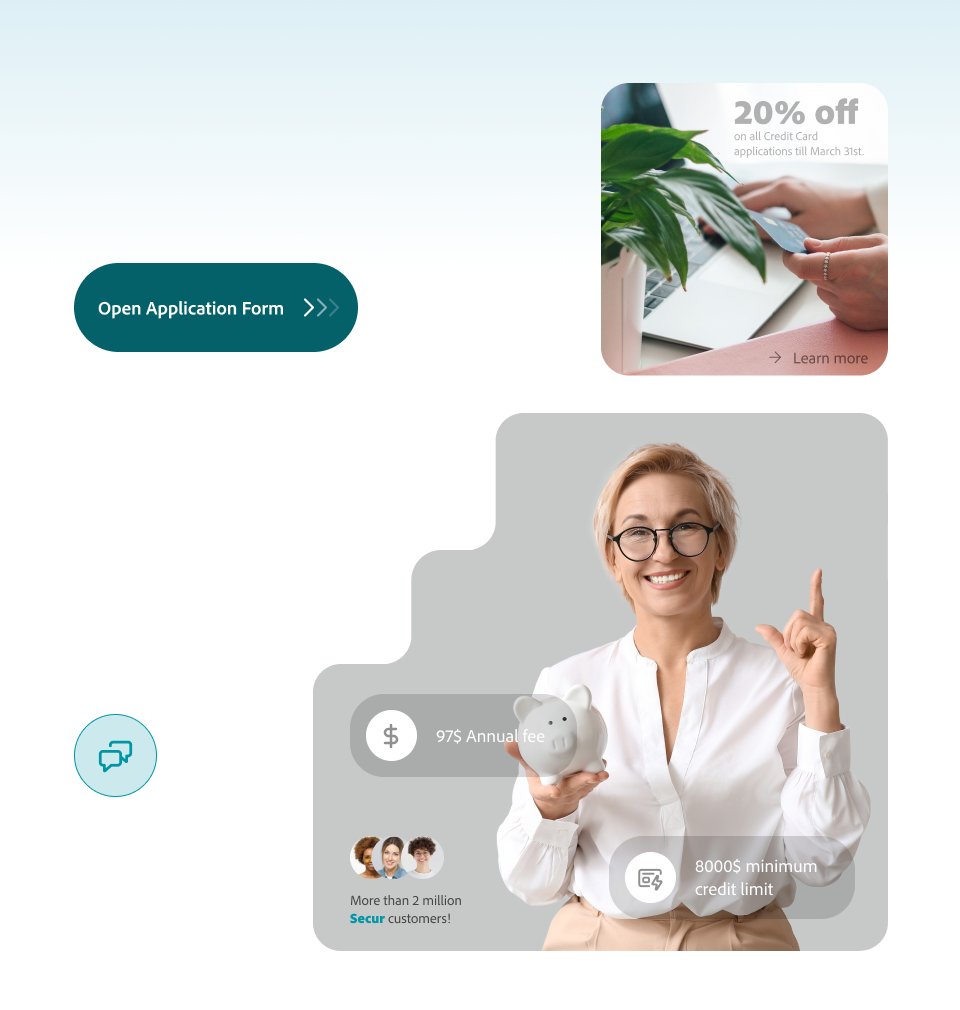 20% off
on all Credit Card
applications till March 31st.
Open Application Form
Learn more
97$ Annual fee
8000$ minimum
credit limit
More than 2 million
Secur customers!